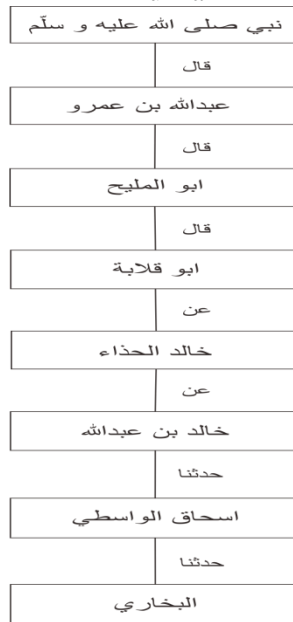 نبي صلى الله عليه و سلّم
قال
عبدالله بن عمرو
قال
ابو المليح
قال
ابو قلابة
عن
خالد الحذاء
عن
خالد بن عبدالله
حدثنا
اسحاق الواسطي
حدثنا
البخاري